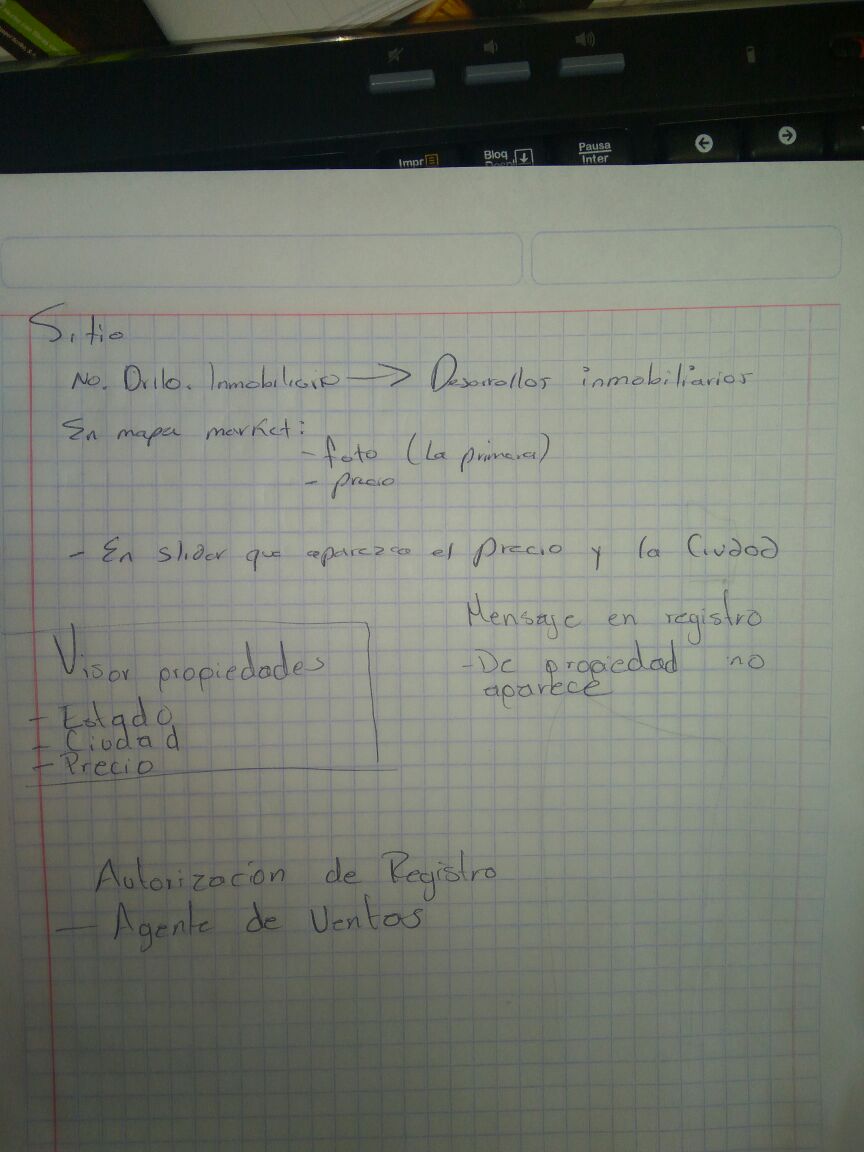 Impr
Bloq
Despl
Pausa
Inter
Sitio
No. Drllo. Inmobiliario → Desarrollos inmobiliarios
En mapa market:
- foto (La primera)
- precio
- En slider que aparezca el precio y la Ciudad
Mensaje en registro
- De propiedad no
aparece
Visor propiedades
- Estado
- Ciudad
- Precio
Autorizacion de Registro
— Agente de Ventas